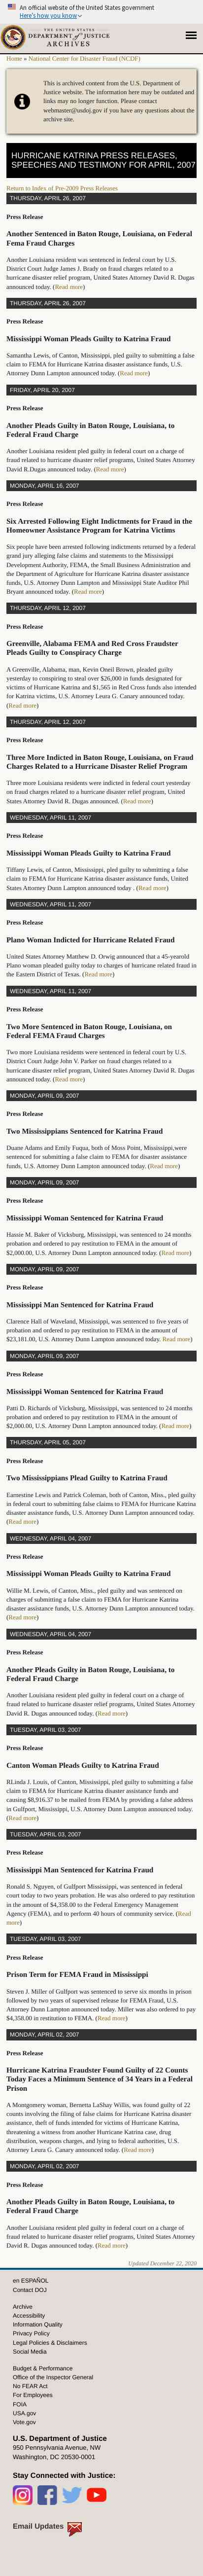 An official website of the United States government
Here's how you know
THE UNITED STATES
DEPARTMENT of JUSTICE
ARCHIVES
Home » National Center for Disaster Fraud (NCDF)
This is archived content from the U.S. Department of
Justice website. The information here may be outdated and
links may no longer function. Please contact
webmaster@usdoj.gov if you have any questions about the
archive site.
HURRICANE KATRINA PRESS RELEASES,
SPEECHES AND TESTIMONY FOR APRIL, 2007
Return to Index of Pre-2009 Press Releases
THURSDAY, APRIL 26, 2007
Press Release
Another Sentenced in Baton Rouge, Louisiana, on Federal
Fema Fraud Charges
Another Louisiana resident was sentenced in federal court by U.S.
District Court Judge James J. Brady on fraud charges related to a
hurricane disaster relief program, United States Attorney David R. Dugas
announced today. (Read more)
THURSDAY, APRIL 26, 2007
Press Release
Mississippi Woman Pleads Guilty to Katrina Fraud
Samantha Lewis, of Canton, Mississippi, pled guilty to submitting a false
claim to FEMA for Hurricane Katrina disaster assistance funds, U.S.
Attorney Dunn Lampton announced today. (Read more)
FRIDAY, APRIL 20, 2007
Press Release
Another Pleads Guilty in Baton Rouge, Louisiana, to
Federal Fraud Charge
Another Louisiana resident pled guilty in federal court on a charge of
fraud related to hurricane disaster relief programs, United States Attorney
David R.Dugas announced today. (Read more)
MONDAY, APRIL 16, 2007
Press Release
Six Arrested Following Eight Indictments for Fraud in the
Homeowner Assistance Program for Katrina Victims
Six people have been arrested following indictments returned by a federal
grand jury alleging false claims and statements to the Mississippi
Development Authority, FEMA, the Small Business Administration and
the Department of Agriculture for hurricane Katrina disaster assistance
funds, U.S. Attorney Dunn Lampton and Mississippi State Auditor Phil
Bryant announced today. (Read more)
THURSDAY, APRIL 12, 2007
Press Release
Greenville, Alabama FEMA and Red Cross Fraudster
Pleads Guilty to Conspiracy Charge
A Greenville, Alabama, man, Kevin Oneil Brown, pleaded guilty
yesterday to conspiring to steal over $26,000 in funds designated for
victims of Hurricane Katrina and $1,565 in Red Cross funds also intended
for Katrina victims, U.S. Attorney Leura G. Canary announced today.
(Read more)
THURSDAY, APRIL 12, 2007
Press Release
Three More Indicted in Baton Rouge, Louisiana, on Fraud
Charges Related to a Hurricane Disaster Relief Program
Three more Louisiana residents were indicted in federal court yesterday
on fraud charges related to a hurricane disaster relief program, United
States Attorney David R. Dugas announced. (Read more)
WEDNESDAY, APRIL 11, 2007
Press Release
Mississippi Woman Pleads Guilty to Katrina Fraud
Tiffany Lewis, of Canton, Mississippi, pled guilty to submitting a false
claim to FEMA for Hurricane Katrina disaster assistance funds, United
States Attorney Dunn Lampton announced today . (Read more)
WEDNESDAY, APRIL 11, 2007
Press Release
Plano Woman Indicted for Hurricane Related Fraud
United States Attorney Matthew D. Orwig announced that a 45-yearold
Plano woman pleaded guilty today to charges of hurricane related fraud in
the Eastern District of Texas. (Read more)
WEDNESDAY, APRIL 11, 2007
Press Release
Two More Sentenced in Baton Rouge, Louisiana, on
Federal FEMA Fraud Charges
Two more Louisiana residents were sentenced in federal court by U.S.
District Court Judge John V. Parker on fraud charges related to a
hurricane disaster relief program, United States Attorney David R. Dugas
announced today. (Read more)
MONDAY, APRIL 09, 2007
Press Release
Two Mississippians Sentenced for Katrina Fraud
Duane Adams and Emily Fuqua, both of Moss Point, Mississippi,were
sentenced for submitting a false claim to FEMA for disaster assistance
funds, U.S. Attorney Dunn Lampton announced today. (Read more)
MONDAY, APRIL 09, 2007
Press Release
Mississippi Woman Sentenced for Katrina Fraud
Hassie M. Baker of Vicksburg, Mississippi, was sentenced to 24 months
probation and ordered to pay restitution to FEMA in the amount of
$2,000.00, U.S. Attorney Dunn Lampton announced today. (Read more)
MONDAY, APRIL 09, 2007
Press Release
Mississippi Man Sentenced for Katrina Fraud
Clarence Hall of Waveland, Mississippi, was sentenced to five years of
probation and ordered to pay restitution to FEMA in the amount of
$23,181.00, U.S. Attorney Dunn Lampton announced today. Read more)
MONDAY, APRIL 09, 2007
Press Release
Mississippi Woman Sentenced for Katrina Fraud
Patti D. Richards of Vicksburg, Mississippi, was sentenced to 24 months
probation and ordered to pay restitution to FEMA in the amount of
$2,000.00, U.S. Attorney Dunn Lampton announced today. (Read more)
THURSDAY, APRIL 05, 2007
Press Release
Two Mississippians Plead Guilty to Katrina Fraud
Earnestine Lewis and Patrick Coleman, both of Canton, Miss., pled guilty
in federal court to submitting false claims to FEMA for Hurricane Katrina
disaster assistance funds, U.S. Attorney Dunn Lampton announced today.
(Read more)
WEDNESDAY, APRIL 04, 2007
Press Release
Mississippi Woman Pleads Guilty to Katrina Fraud
Willie M. Lewis, of Canton, Miss., pled guilty and was sentenced on
charges of submitting a false claim to FEMA for Hurricane Katrina
disaster assistance funds, U.S. Attorney Dunn Lampton announced today.
(Read more)
WEDNESDAY, APRIL 04, 2007
Press Release
Another Pleads Guilty in Baton Rouge, Louisiana, to
Federal Fraud Charge
Another Louisiana resident pled guilty in federal court on a charge of
fraud related to hurricane disaster relief programs, United States Attorney
David R. Dugas announced today. (Read more)
TUESDAY, APRIL 03, 2007
Press Release
Canton Woman Pleads Guilty to Katrina Fraud
RLinda J. Louis, of Canton, Mississippi, pled guilty to submitting a false
claim to FEMA for Hurricane Katrina disaster assistance funds and
causing $8,916.37 to be mailed from FEMA by providing a false address
in Gulfport, Mississippi, U.S. Attorney Dunn Lampton announced today.
(Read more)
TUESDAY, APRIL 03, 2007
Press Release
Mississippi Man Sentenced for Katrina Fraud
Ronald S. Nguyen, of Gulfport Mississippi, was sentenced in federal
court today to two years probation. He was also ordered to pay restitution
in the amount of $4,358.00 to the Federal Emergency Management
Agency (FEMA), and to perform 40 hours of community service. (Read
more)
TUESDAY, APRIL 03, 2007
Press Release
Prison Term for FEMA Fraud in Mississippi
Steven J. Miller of Gulfport was sentenced to serve six months in prison
followed by two years of supervised release for FEMA Fraud, U.S.
Attorney Dunn Lampton announced today. Miller was also ordered to pay
$4,358.00 in restitution to FEMA. (Read more)
MONDAY, APRIL 02, 2007
Press Release
Hurricane Katrina Fraudster Found Guilty of 22 Counts
Today Faces a Minimum Sentence of 34 Years in a Federal
Prison
A Montgomery woman, Bernetta LaShay Willis, was found guilty of 22
counts involving the filing of false claims for Hurricane Katrina disaster
assistance, theft of funds intended for victims of Hurricane Katrina,
threatening a witness from another Hurricane Katrina case, drug
distribution, weapons charges, and lying to federal authorities, U.S.
Attorney Leura G. Canary announced today. (Read more)
MONDAY, APRIL 02, 2007
Press Release
Another Pleads Guilty in Baton Rouge, Louisiana, to
Federal Fraud Charge
Another Louisiana resident pled guilty in federal court on a charge of
fraud related to hurricane disaster relief programs, United States Attorney
David R. Dugas announced today. (Read more)
Updated December 22, 2020
en ESPAÑOL
Contact DOJ
Archive
Accessibility
Information Quality
Privacy Policy
Legal Policies & Disclaimers
Social Media
Budget & Performance
Office of the Inspector General
No FEAR Act
For Employees
FOIA
USA.gov
Vote.gov
U.S. Department of Justice
950 Pennsylvania Avenue, NW
Washington, DC 20530-0001
Stay Connected with Justice:
Email Updates